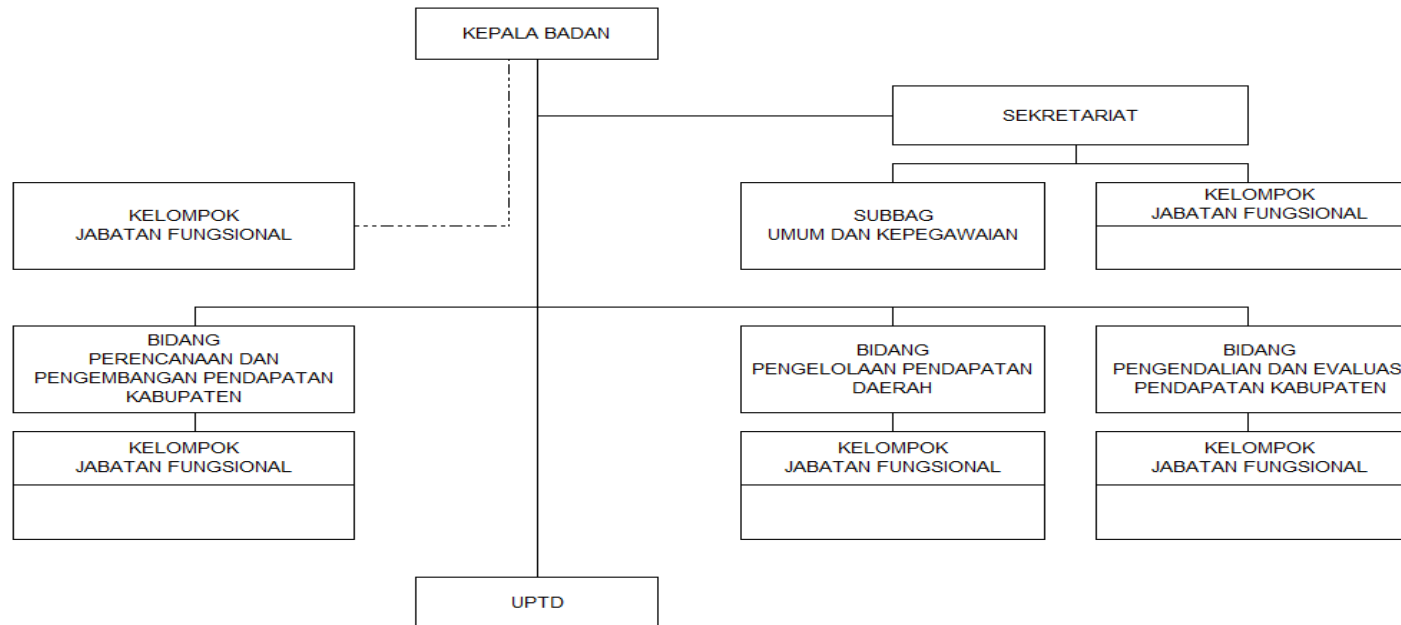 KEPALA BADAN
SEKRETARIAT
KELOMPOK
JABATAN FUNGSIONAL
SUBBAG
UMUM DAN KEPEGAWAIAN
KELOMPOK
JABATAN FUNGSIONAL
BIDANG
PERENCANAAN DAN
PENGEMBANGAN PENDAPATAN
KABUPATEN
BIDANG
PENGELOLAAN PENDAPATAN
DAERAH
BIDANG
PENGENDALIAN DAN EVALUAS
PENDAPATAN KABUPATEN
KELOMPOK
JABATAN FUNGSIONAL
KELOMPOK
JABATAN FUNGSIONAL
KELOMPOK
JABATAN FUNGSIONAL
UPTD